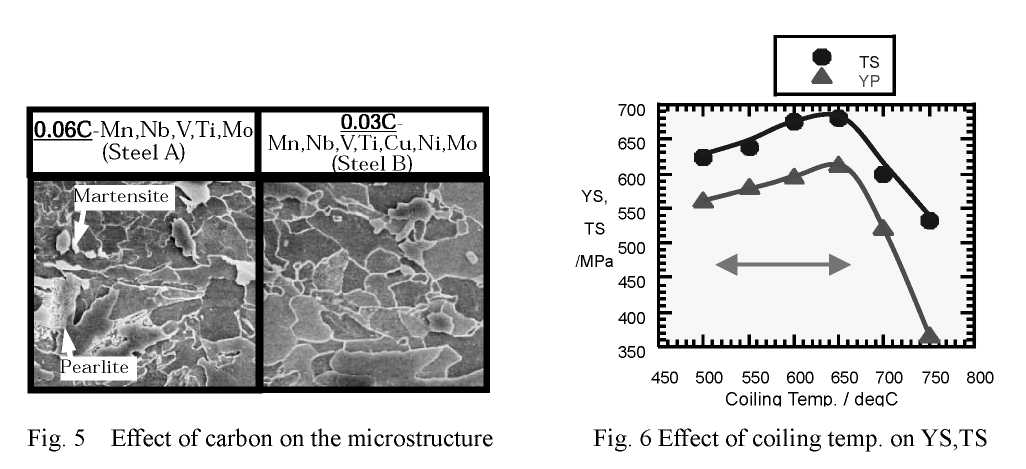 0.06C-Mn,Nb,V,Ti,Mo
(Steel A)
0.03C-
Mn,Nb,V,Ti,Cu,Ni,Mo
(Steel B)
Martensite
Pearlite
Fig. 5 Effect of carbon on the microstructure
TS
YP
700
650
600
550
500
450
400
350
YS,
TS
/MPa
450 500 550 600 650 700 750 800
Coiling Temp. / degC
Fig. 6 Effect of coiling temp. on YS,TS